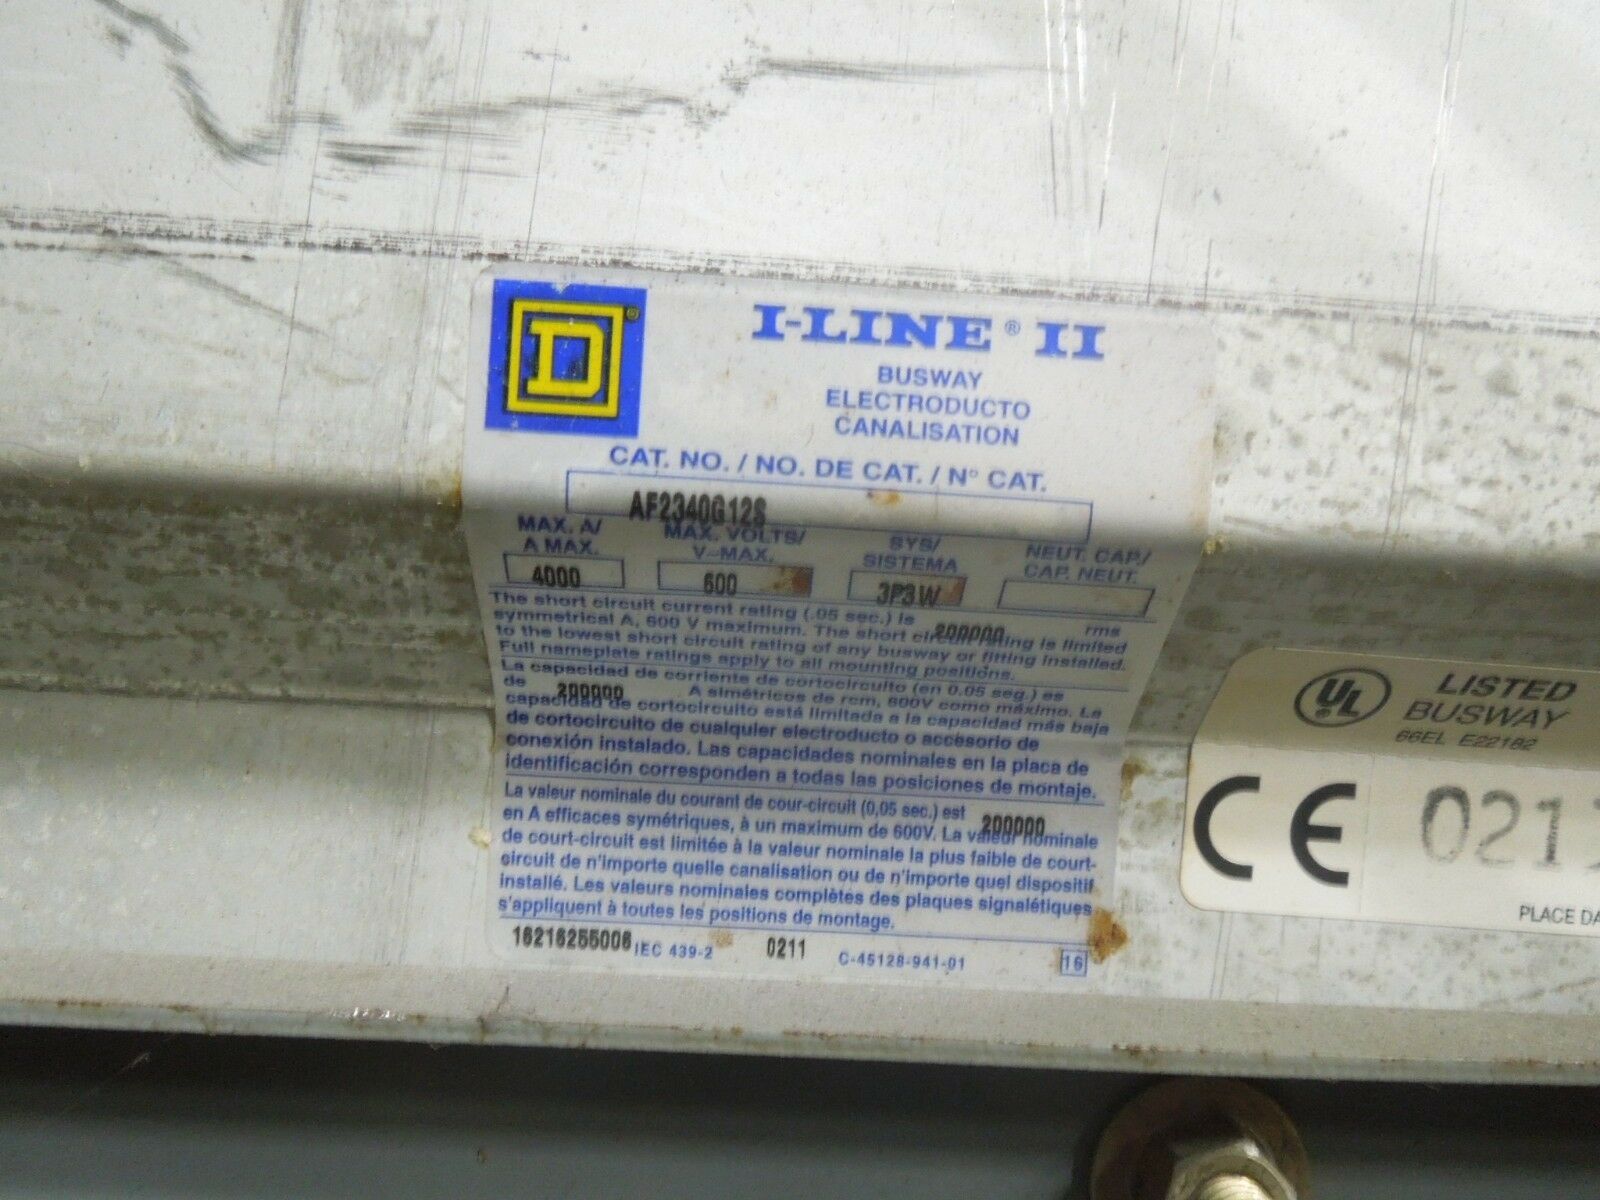 D ®
I-LINE ® II
BUSWAY
ELECTRODUCTO
CANALISATION
CAT. NO. / NO. DE CAT. / N° CAT.
AF2340G12S
MAX. A/
A MAX.
4000
MAX. VOLTS/
V~MAX.
600
SYS/
SISTEMA
3P3W
NEUT. CAP./
CAP. NEUT.
The short circuit current rating (.05 sec.) is 200000 rms
symmetrical A, 600 V maximum. The short circuit rating is limited
to the lowest short circuit rating of any busway or fitting installed.
Full nameplate ratings apply to all mounting positions.
La capacidad de corriente de cortocircuito (en 0.05 seg.) es
de 200000 A simétricos de rcm, 600V como máximo. La
capacidad de cortocircuito está limitada a la capacidad más baja
de cortocircuito de cualquier electroducto o accesorio de
conexión instalado. Las capacidades nominales en la placa de
identificación corresponden a todas las posiciones de montaje.
La valeur nominale du courant de cour-circuit (0,05 sec.) est 200000
en A efficaces symétriques, à un maximum de 600V. La valeur nominale
de court-circuit est limitée à la valeur nominale la plus faible de court-
circuit de n'importe quelle canalisation ou de n'importe quel dispositif
installé. Les valeurs nominales complètes des plaques signalétiques
s'appliquent à toutes les positions de montage.
16216255006 IEC 439-2 0211 C-45128-941-01 16
UL LISTED
BUSWAY
66EL E22182
CE 021
PLACE